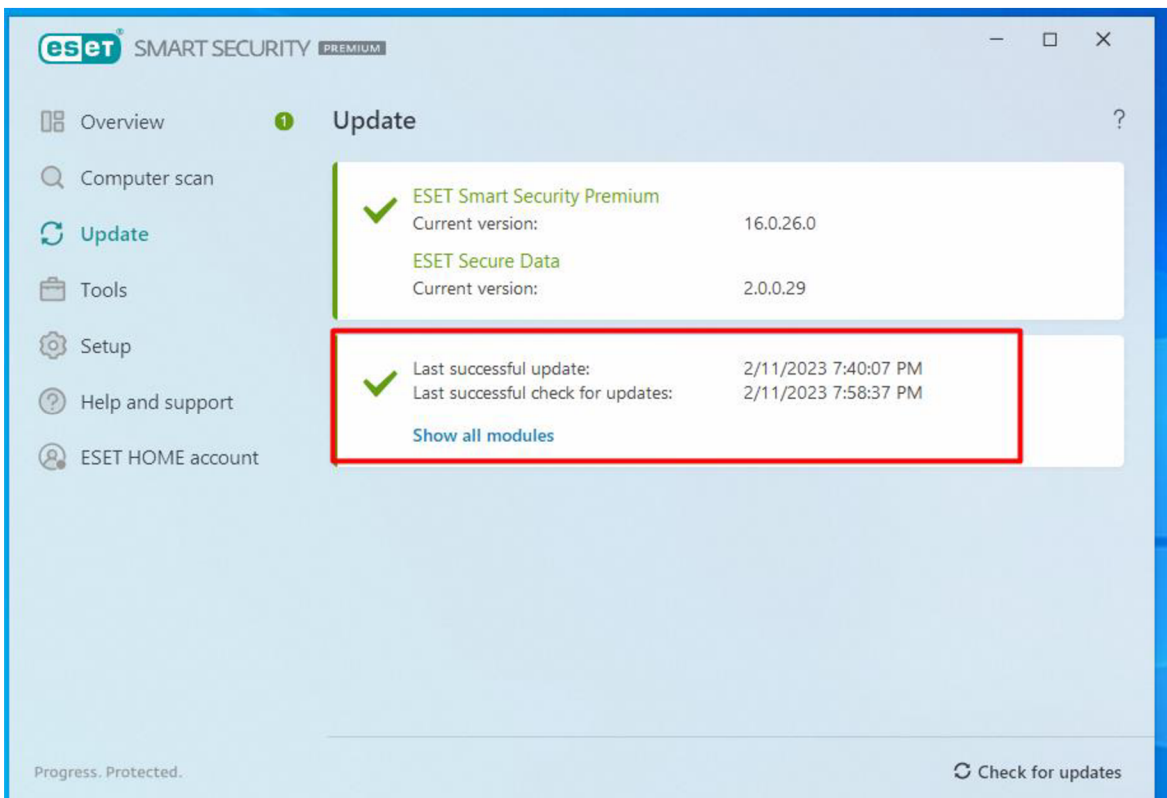 eset® SMART SECURITY PREMIUM
Overview 1
Computer scan
Update
Tools
Setup
Help and support
ESET HOME account
Update ?
ESET Smart Security Premium
Current version: 16.0.26.0
ESET Secure Data
Current version: 2.0.0.29
Last successful update: 2/11/2023 7:40:07 PM
Last successful check for updates: 2/11/2023 7:58:37 PM
Show all modules
Progress. Protected.
Check for updates